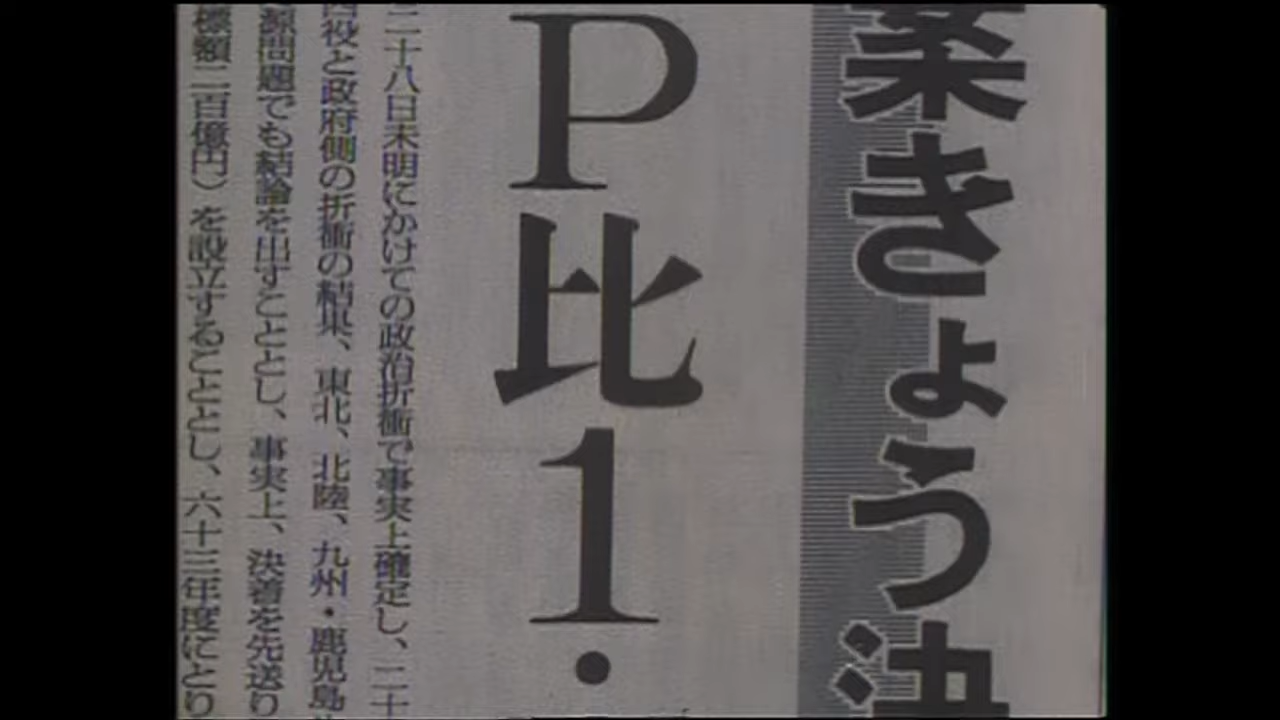 案きょう決
P比1・
二十八日未明にかけての政治折衝で事実上確定し、二十
四役と政府側の折衝の結果、東北、北陸、九州・鹿児島
源問題でも結論を出すこととし、事実上、決着を先送り
標額二百億円）を設立することとし、六十三年度にとり